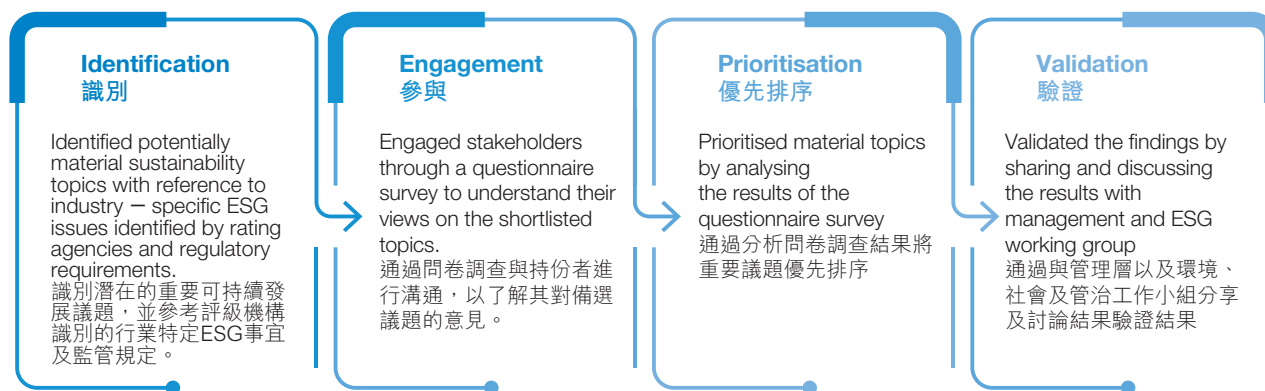 Identification
識別
Identified potentially
material sustainability
topics with reference to
industry – specific ESG
issues identified by rating
agencies and regulatory
requirements.
識別潛在的重要可持續發
展議題，並參考評級機構
識別的行業特定ESG事宜
及監管規定。
Engagement
參與
Engaged stakeholders
through a questionnaire
survey to understand their
views on the shortlisted
topics.
通過問卷調查與持份者進
行溝通，以了解其對備選
議題的意見。
Prioritisation
優先排序
Prioritised material topics
by analysing
the results of the
questionnaire survey
通過分析問卷調查結果將
重要議題優先排序
Validation
驗證
Validated the findings by
sharing and discussing
the results with
management and ESG
working group
通過與管理層以及環境、
社會及管治工作小組分享
及討論結果驗證結果